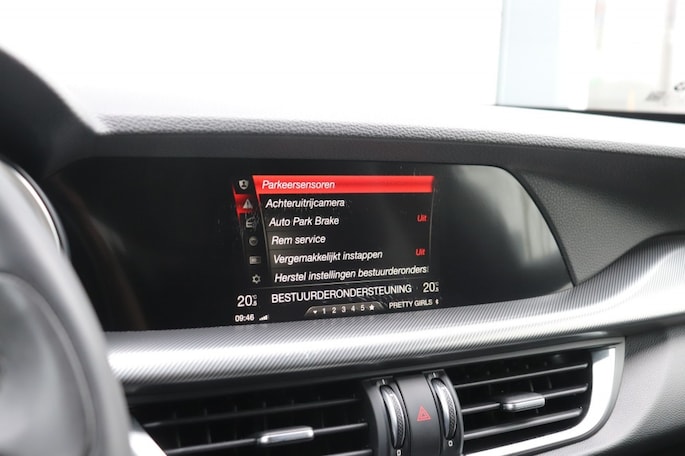 Parkeersensoren
Achteruitrijcamera
Auto Park Brake Uit
Rem service
Vergemakkelijkt instappen Uit
Herstel instellingen bestuurderonders
20°C BESTUURDERONDERSTEUNING 20°C
09:46 1 2 3 4 5 PRETTY GIRLS